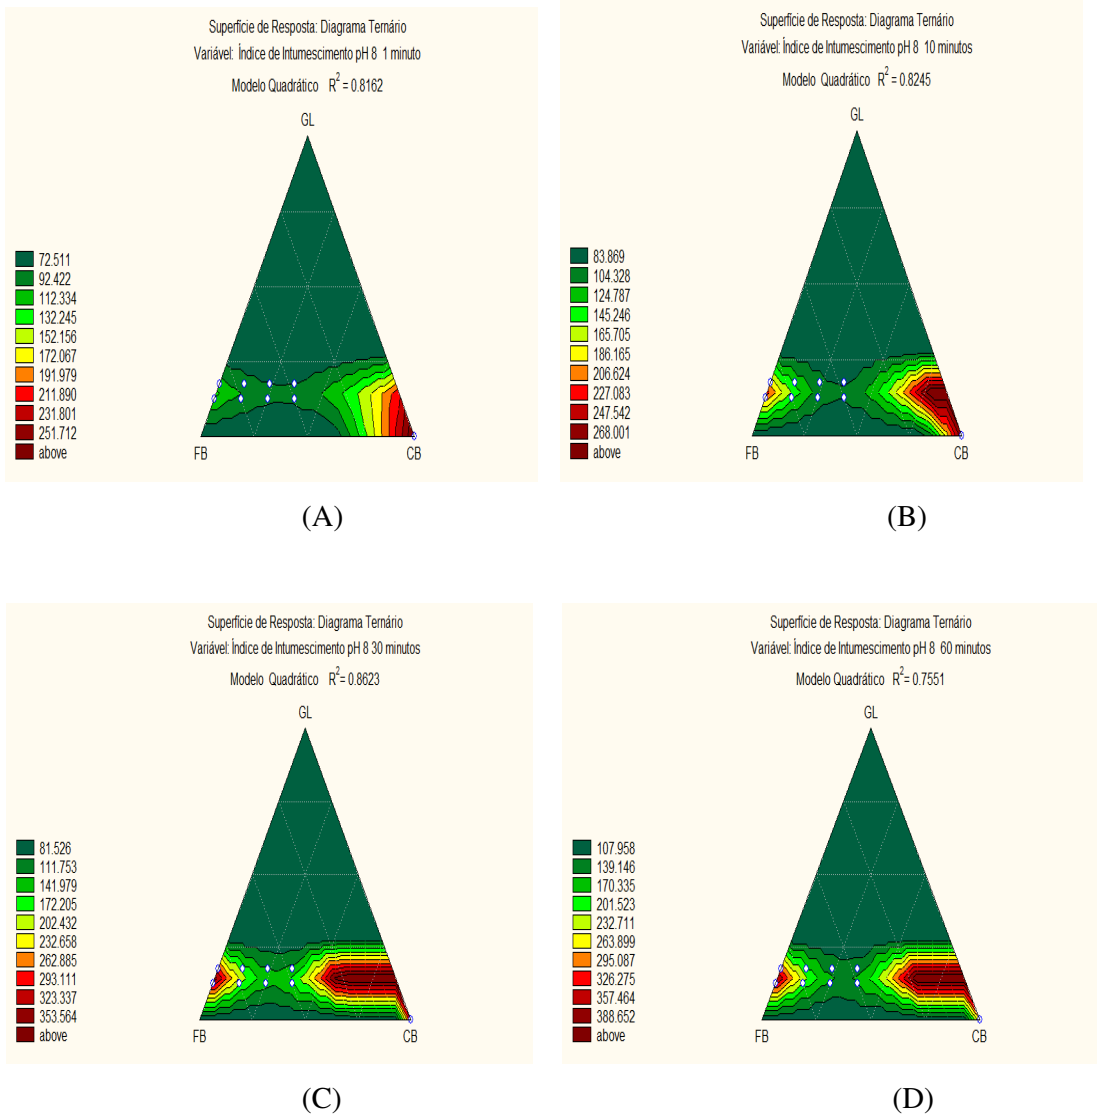 Superfície de Resposta: Diagrama Ternário
Variável: Índice de Intumescimento pH 8 1 minuto
Modelo Quadrático R² = 0.8162
GL
72.511
92.422
112.334
132.245
152.156
172.067
191.979
211.890
231.801
251.712
above
FB
CB
(A)
Superfície de Resposta: Diagrama Ternário
Variável: Índice de Intumescimento pH 8 10 minutos
Modelo Quadrático R² = 0.8245
GL
83.869
104.328
124.787
145.246
165.705
186.165
206.624
227.083
247.542
268.001
above
FB
CB
(B)
Superfície de Resposta: Diagrama Ternário
Variável: Índice de Intumescimento pH 8 30 minutos
Modelo Quadrático R² = 0.8623
GL
81.526
111.753
141.979
172.205
202.432
232.658
262.885
293.111
323.337
353.564
above
FB
CB
(C)
Superfície de Resposta: Diagrama Ternário
Variável: Índice de Intumescimento pH 8 60 minutos
Modelo Quadrático R² = 0.7551
GL
107.958
139.146
170.335
201.523
232.711
263.899
295.087
326.275
357.464
388.652
above
FB
CB
(D)